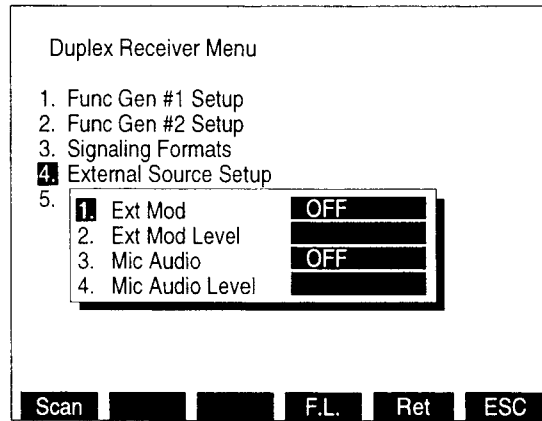 Duplex Receiver Menu
1. Func Gen #1 Setup
2. Func Gen #2 Setup
3. Signaling Formats
4. External Source Setup
5.
1. Ext Mod OFF
2. Ext Mod Level
3. Mic Audio OFF
4. Mic Audio Level
Scan F.L. Ret ESC